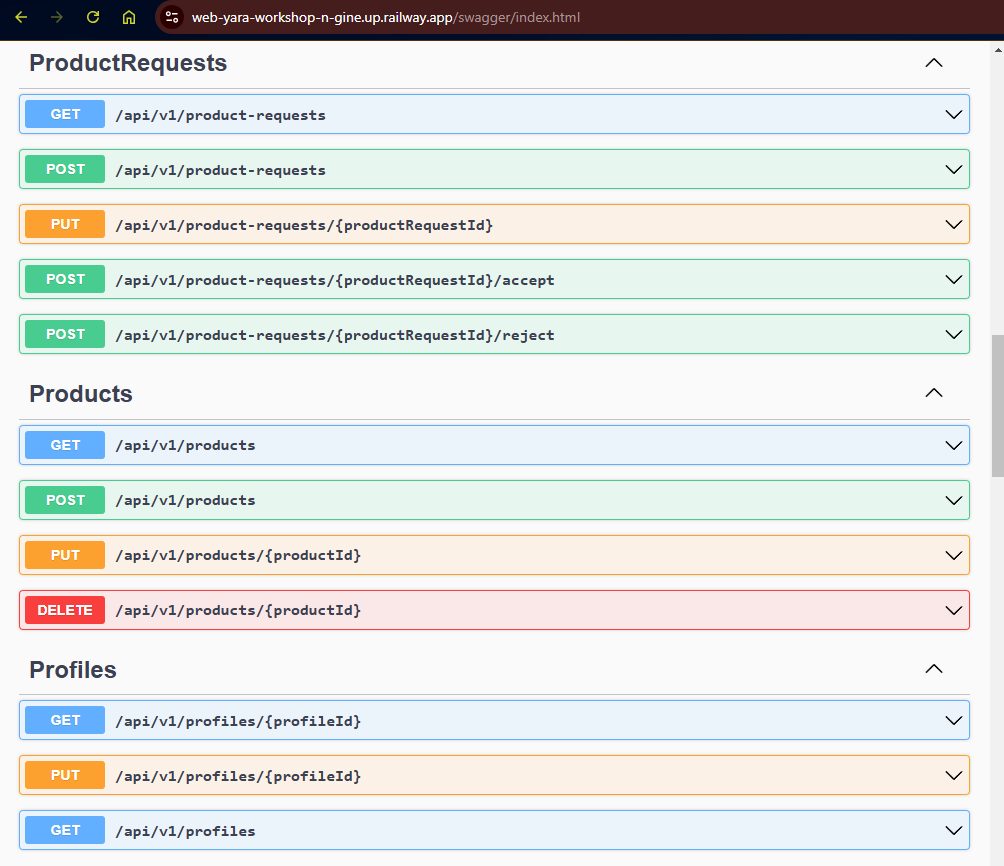 web-yara-workshop-n-gine.up.railway.app/swagger/index.html
ProductRequests
GET /api/v1/product-requests
POST /api/v1/product-requests
PUT /api/v1/product-requests/{productRequestId}
POST /api/v1/product-requests/{productRequestId}/accept
POST /api/v1/product-requests/{productRequestId}/reject
Products
GET /api/v1/products
POST /api/v1/products
PUT /api/v1/products/{productId}
DELETE /api/v1/products/{productId}
Profiles
GET /api/v1/profiles/{profileId}
PUT /api/v1/profiles/{profileId}
GET /api/v1/profiles